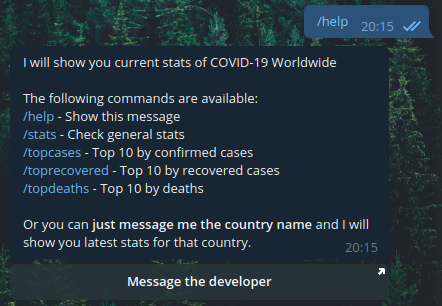 /help 20:15
I will show you current stats of COVID-19 Worldwide
The following commands are available:
/help - Show this message
/stats - Check general stats
/topcases - Top 10 by confirmed cases
/toprecovered - Top 10 by recovered cases
/topdeaths - Top 10 by deaths
Or you can just message me the country name and I will
show you latest stats for that country.
20:15
Message the developer